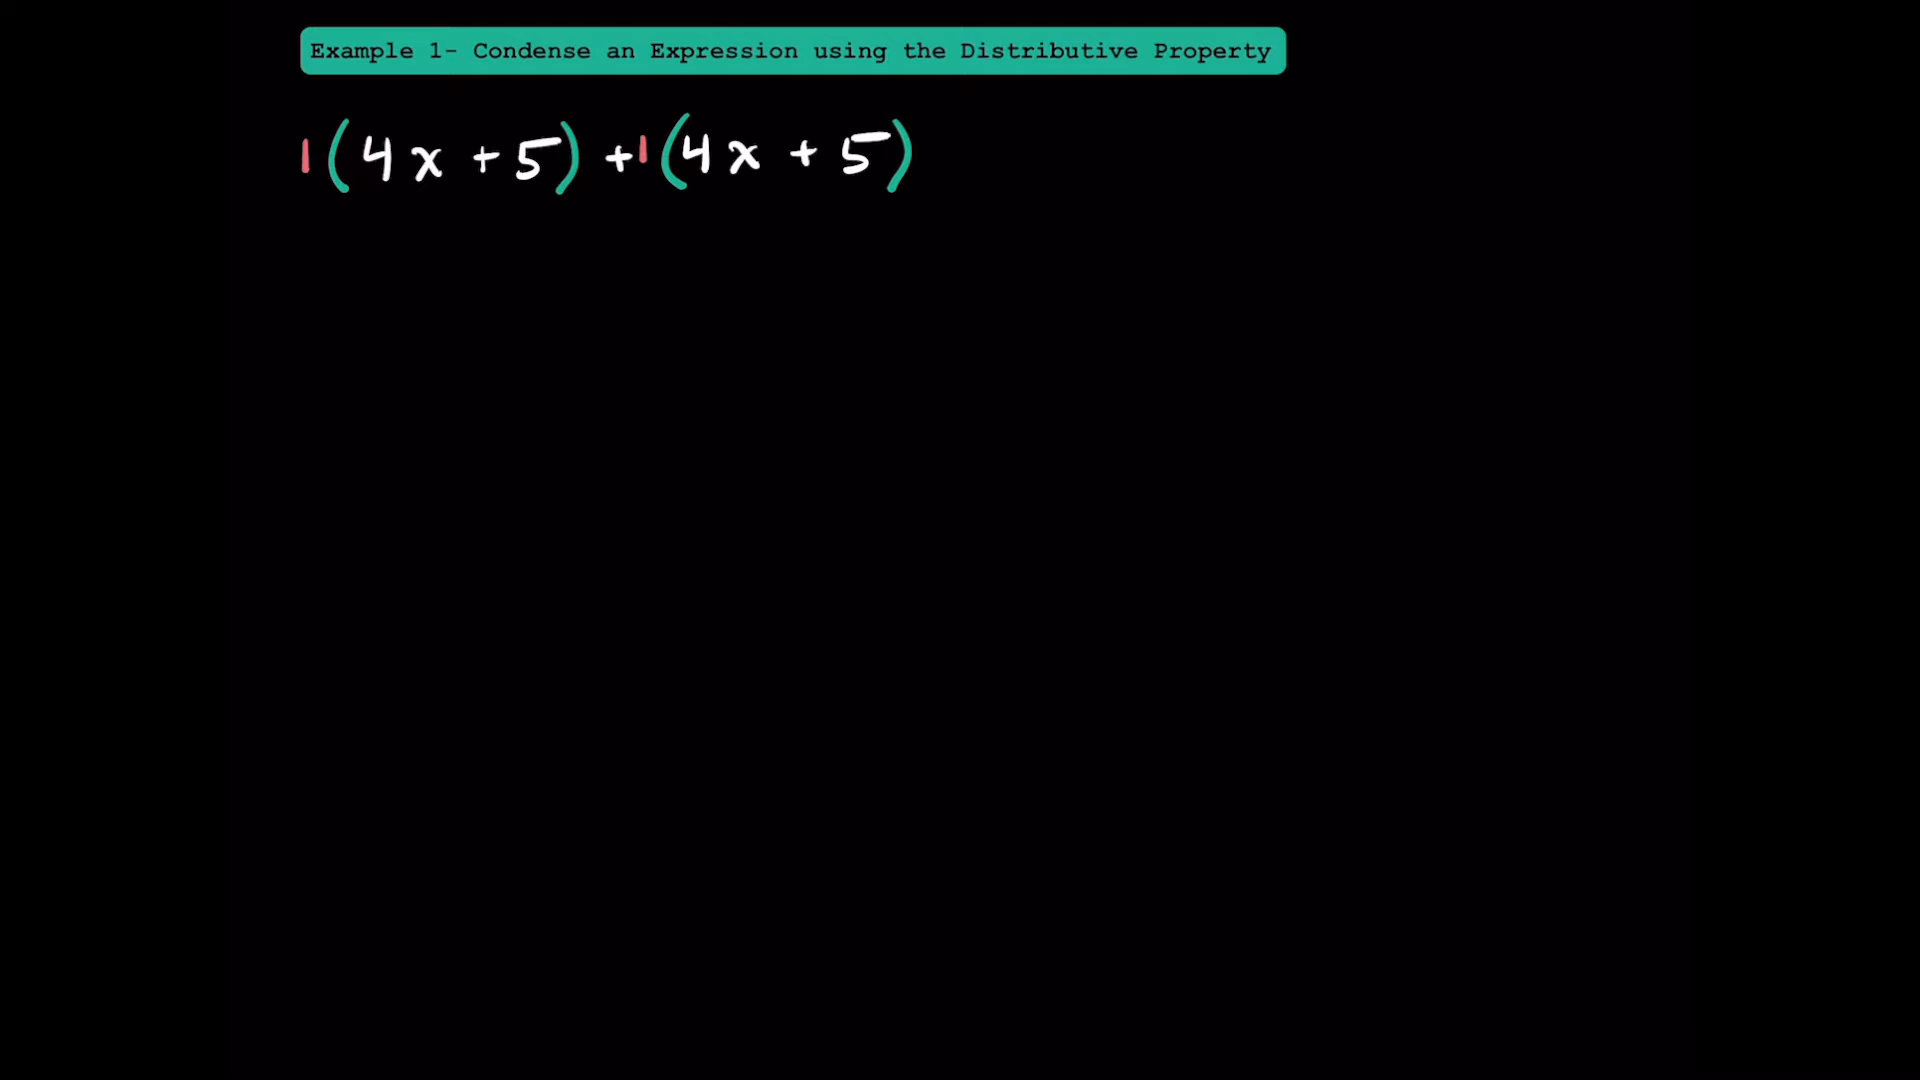 Example 1- Condense an Expression using the Distributive Property
1(4x+5)+1(4x+5)